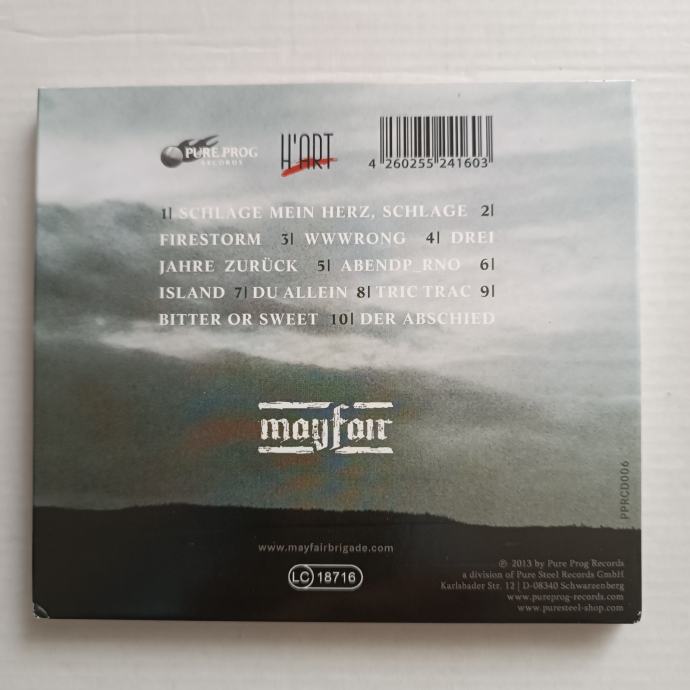 PURE PROG
RECORDS
H'ART
4 260255 241603
1| SCHLAGE MEIN HERZ, SCHLAGE 2|
FIRESTORM 3| WWWRONG 4| DREI
JAHRE ZURÜCK 5| ABENDP_RNO 6|
ISLAND 7| DU ALLEIN 8| TRIC TRAC 9|
BITTER OR SWEET 10| DER ABSCHIED
mayfair
PPRCD006
www.mayfairbrigade.com
LC 18716
℗ 2013 by Pure Prog Records
a division of Pure Steel Records GmbH
Karlsbader Str. 12 | D-08340 Schwarzenberg
www.pureprog-records.com
www.puresteel-shop.com